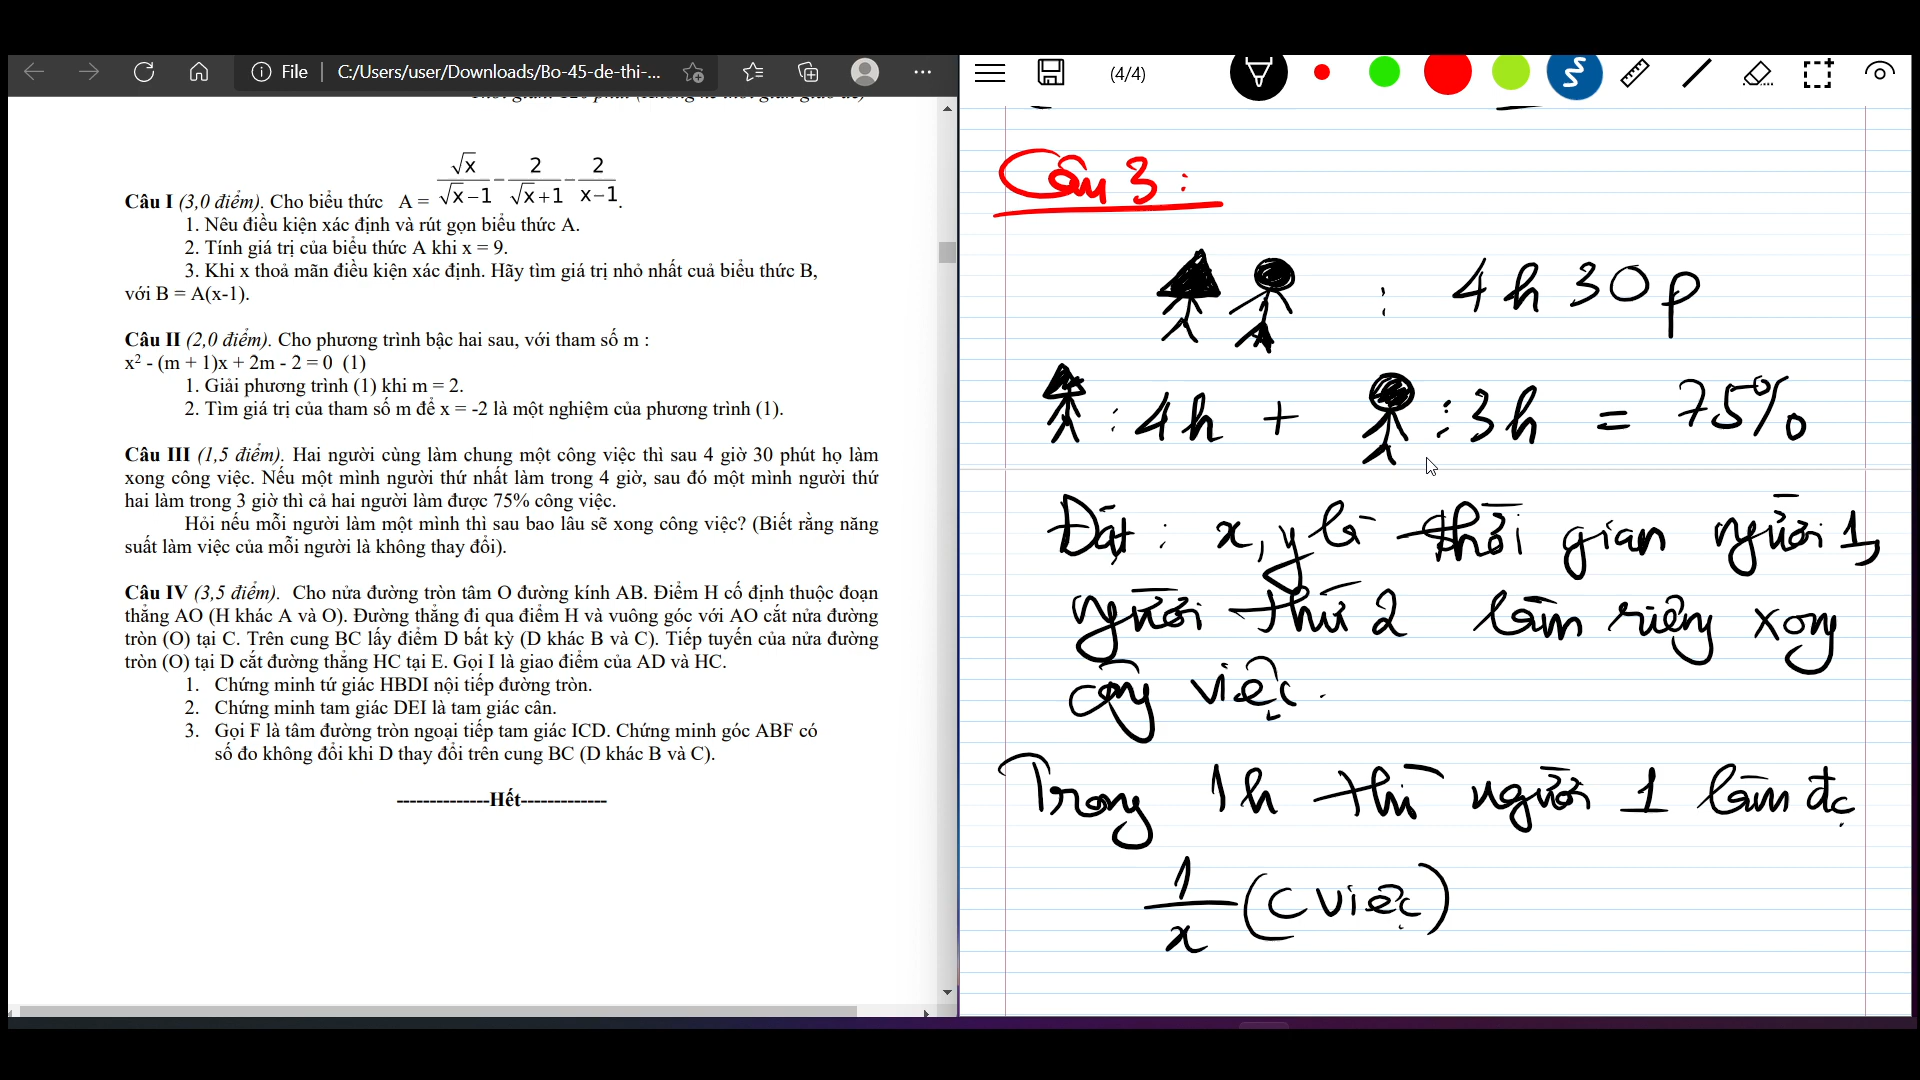 File
C:/Users/user/Downloads/Bo-45-de-thi-...
Câu I (3,0 điểm). Cho biểu thức A = √x/(√x−1) − 2/(√x+1) − 2/(x−1).
1. Nêu điều kiện xác định và rút gọn biểu thức A.
2. Tính giá trị của biểu thức A khi x = 9.
3. Khi x thoả mãn điều kiện xác định. Hãy tìm giá trị nhỏ nhất cuả biểu thức B,
với B = A(x-1).
Câu II (2,0 điểm). Cho phương trình bậc hai sau, với tham số m :
x² - (m + 1)x + 2m - 2 = 0 (1)
1. Giải phương trình (1) khi m = 2.
2. Tìm giá trị của tham số m để x = -2 là một nghiệm của phương trình (1).
Câu III (1,5 điểm). Hai người cùng làm chung một công việc thì sau 4 giờ 30 phút họ làm
xong công việc. Nếu một mình người thứ nhất làm trong 4 giờ, sau đó một mình người thứ
hai làm trong 3 giờ thì cả hai người làm được 75% công việc.
Hỏi nếu mỗi người làm một mình thì sau bao lâu sẽ xong công việc? (Biết rằng năng
suất làm việc của mỗi người là không thay đổi).
Câu IV (3,5 điểm). Cho nửa đường tròn tâm O đường kính AB. Điểm H cố định thuộc đoạn
thẳng AO (H khác A và O). Đường thẳng đi qua điểm H và vuông góc với AO cắt nửa đường
tròn (O) tại C. Trên cung BC lấy điểm D bất kỳ (D khác B và C). Tiếp tuyến của nửa đường
tròn (O) tại D cắt đường thẳng HC tại E. Gọi I là giao điểm của AD và HC.
1. Chứng minh tứ giác HBDI nội tiếp đường tròn.
2. Chứng minh tam giác DEI là tam giác cân.
3. Gọi F là tâm đường tròn ngoại tiếp tam giác ICD. Chứng minh góc ABF có
số đo không đổi khi D thay đổi trên cung BC (D khác B và C).
--------------Hết-------------
(4/4)
Câu 3 :
: 4h 30p
: 4h + : 3h = 75%
Đặt : x, y là thời gian người 1,
người thứ 2 làm riêng xong
công việc.
Trong 1h thì người 1 làm đc
1/x (c việc)